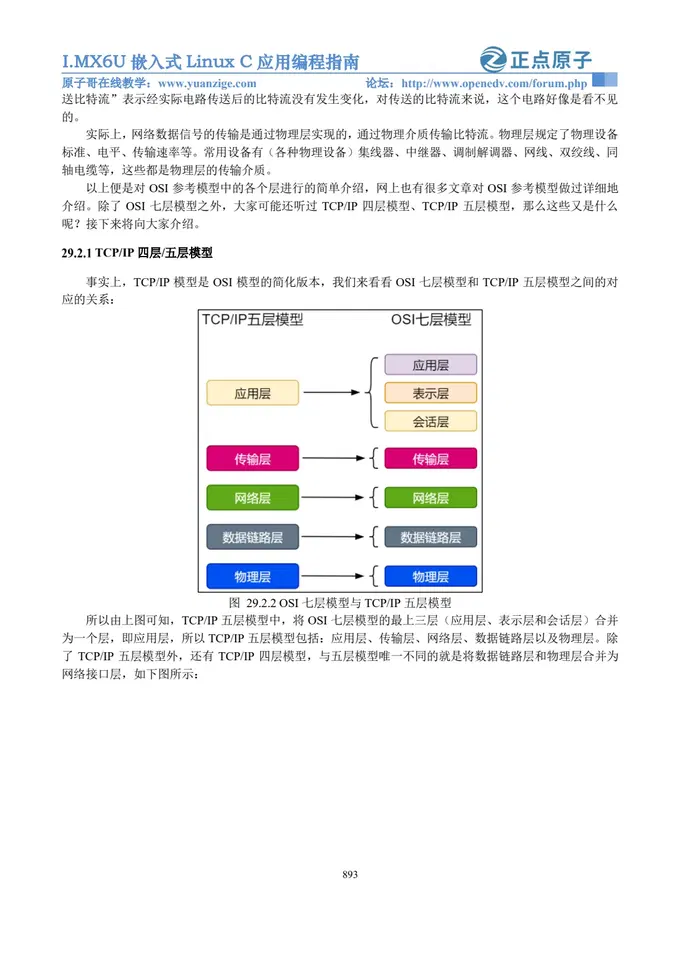 I.MX6U 嵌入式 Linux C 应用编程指南
正点原子
原子哥在线教学：www.yuanzige.com 论坛：http://www.openedv.com/forum.php
送比特流”表示经实际电路传送后的比特流没有发生变化，对传送的比特流来说，这个电路好像是看不见
的。
实际上，网络数据信号的传输是通过物理层实现的，通过物理介质传输比特流。物理层规定了物理设备
标准、电平、传输速率等。常用设备有（各种物理设备）集线器、中继器、调制解调器、网线、双绞线、同
轴电缆等，这些都是物理层的传输介质。
以上便是对 OSI 参考模型中的各个层进行的简单介绍，网上也有很多文章对 OSI 参考模型做过详细地
介绍。除了 OSI 七层模型之外，大家可能还听过 TCP/IP 四层模型、TCP/IP 五层模型，那么这些又是什么
呢？接下来将向大家介绍。
29.2.1 TCP/IP 四层/五层模型
事实上，TCP/IP 模型是 OSI 模型的简化版本，我们来看看 OSI 七层模型和 TCP/IP 五层模型之间的对
应的关系：
TCP/IP五层模型 OSI七层模型
应用层
应用层
表示层
会话层
传输层 传输层
网络层 网络层
数据链路层 数据链路层
物理层 物理层
图 29.2.2 OSI 七层模型与 TCP/IP 五层模型
所以由上图可知，TCP/IP 五层模型中，将 OSI 七层模型的最上三层（应用层、表示层和会话层）合并
为一个层，即应用层，所以 TCP/IP 五层模型包括：应用层、传输层、网络层、数据链路层以及物理层。除
了 TCP/IP 五层模型外，还有 TCP/IP 四层模型，与五层模型唯一不同的就是将数据链路层和物理层合并为
网络接口层，如下图所示：
893